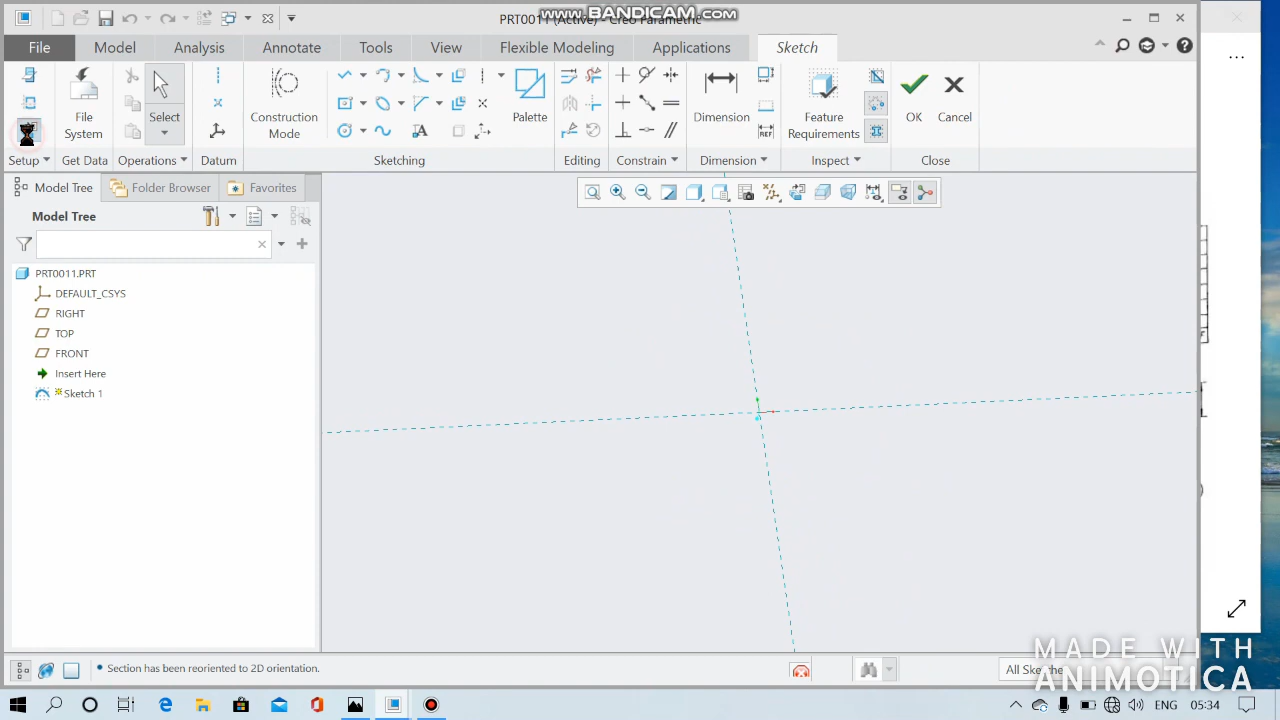 PRT0011 (Active) - Creo Parametric
www.BANDICAM.com
File
Model
Analysis
Annotate
Tools
View
Flexible Modeling
Applications
Sketch
File
System
Select
Construction
Mode
Palette
Dimension
Feature
Requirements
OK
Cancel
Setup
Get Data
Operations
Datum
Sketching
Editing
Constrain
Dimension
Inspect
Close
Model Tree
Folder Browser
Favorites
Model Tree
PRT0011.PRT
DEFAULT_CSYS
RIGHT
TOP
FRONT
Insert Here
Sketch 1
• Section has been reoriented to 2D orientation.
All Sketche
MADE WITH
ANIMOTICA
ENG
05:34